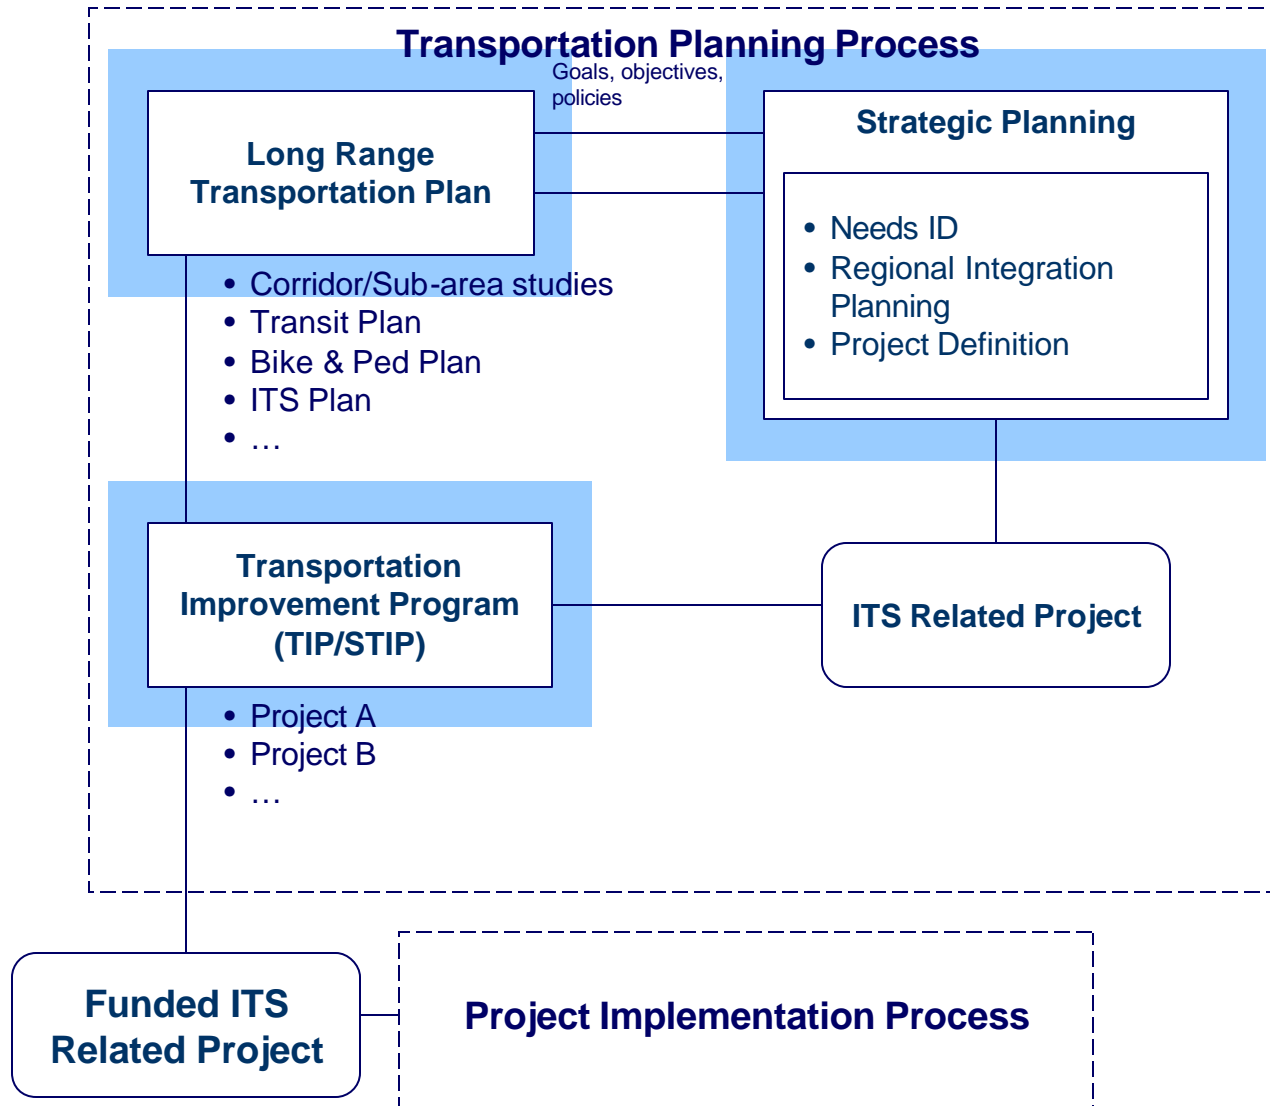 Transportation Planning Process
Goals, objectives,
policies
Long Range
Transportation Plan
• Corridor/Sub-area studies
• Transit Plan
• Bike & Ped Plan
• ITS Plan
• …
Strategic Planning
• Needs ID
• Regional Integration
Planning
• Project Definition
Transportation
Improvement Program
(TIP/STIP)
• Project A
• Project B
• …
ITS Related Project
Funded ITS
Related Project
Project Implementation Process